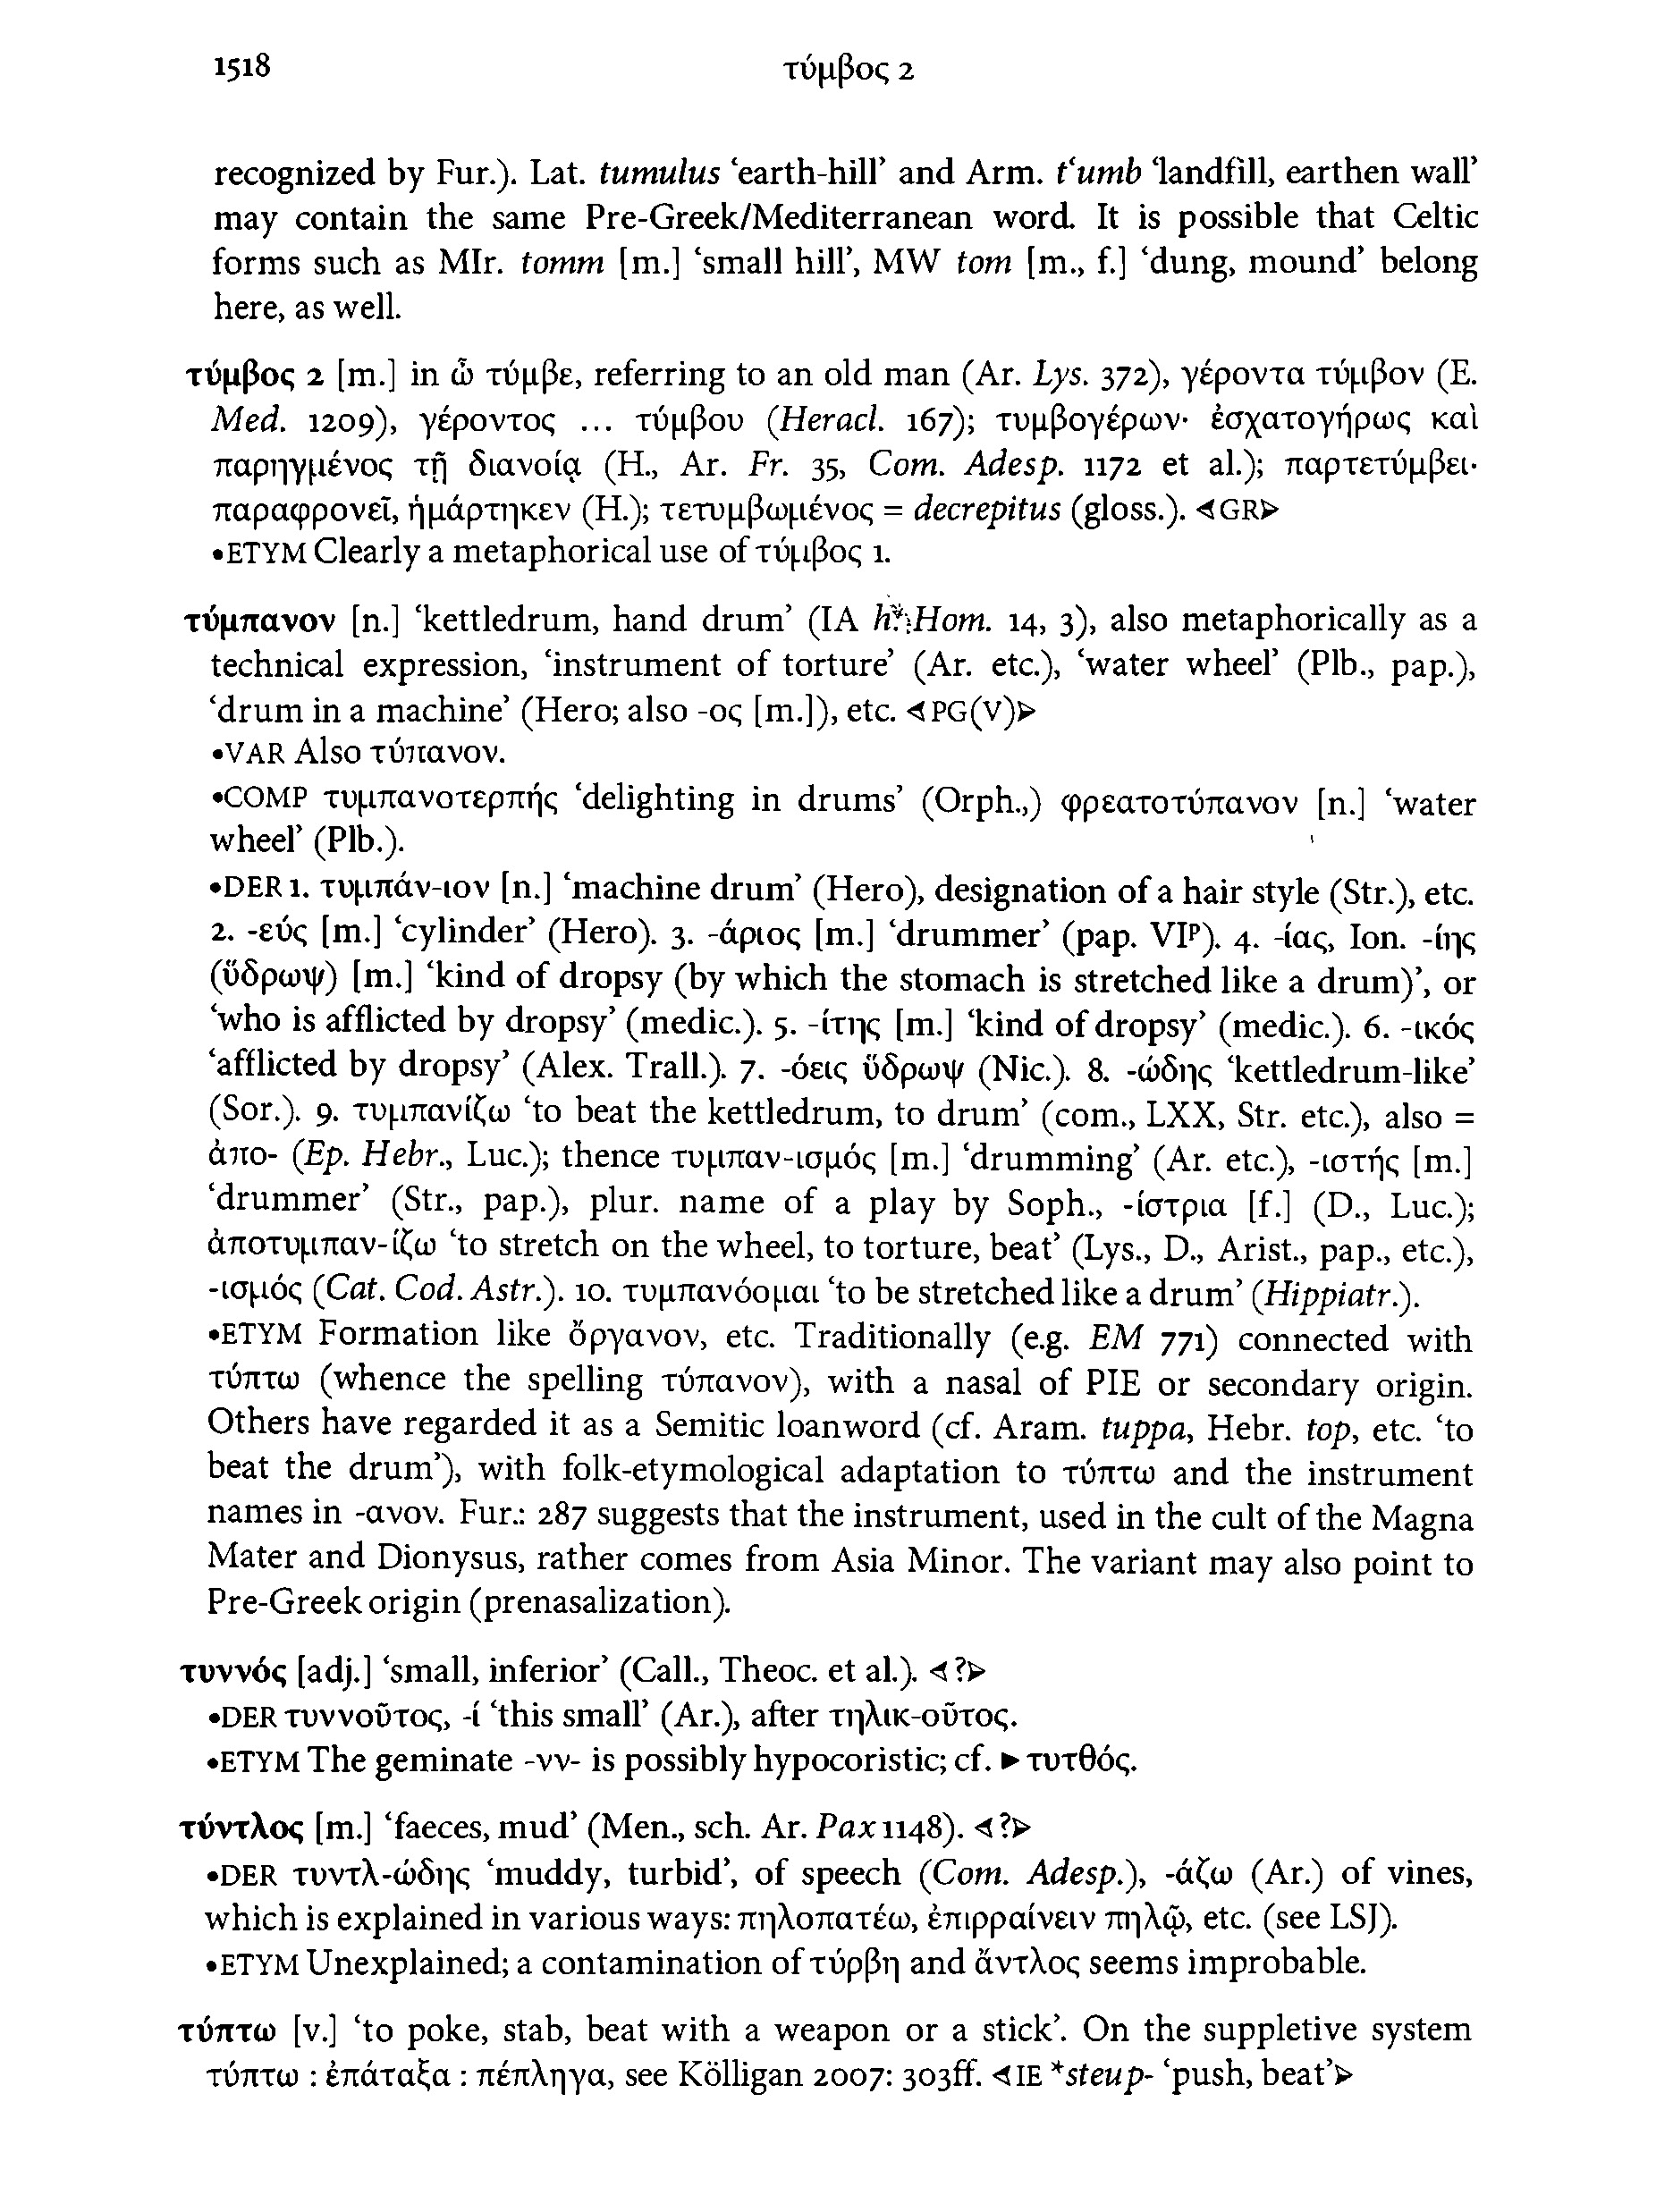 1518
τύμβος 2
recognized by Fur.). Lat. tumulus ‘earth-hill’ and Arm. t‘umb ‘landfill, earthen wall’
may contain the same Pre-Greek/Mediterranean word. It is possible that Celtic
forms such as MIr. tomm [m.] ‘small hill’, MW tom [m., f.] ‘dung, mound’ belong
here, as well.
τύμβος 2 [m.] in ὦ τύμβε, referring to an old man (Ar. Lys. 372), γέροντα τύμβον (E.
Med. 1209), γέροντος ... τύμβου (Heracl. 167); τυμβογέρων· ἐσχατογήρως καὶ
παρηγμένος τῇ διανοίᾳ (H., Ar. Fr. 35, Com. Adesp. 1172 et al.); παρτετύμβει·
παραφρονεῖ, ἡμάρτηκεν (H.); τετυμβωμένος = decrepitus (gloss.). ⊲GR⊳
•ETYM Clearly a metaphorical use of τύμβος 1.
τύμπανον [n.] ‘kettledrum, hand drum’ (IA Hom. 14, 3), also metaphorically as a
technical expression, ‘instrument of torture’ (Ar. etc.), ‘water wheel’ (Plb., pap.),
‘drum in a machine’ (Hero; also -ος [m.]), etc. ⊲PG(V)⊳
•VAR Also τύπανον.
•COMP τυμπανοτερπής ‘delighting in drums’ (Orph.,) φρεατοτύπανον [n.] ‘water
wheel’ (Plb.).
•DER 1. τυμπάν-ιον [n.] ‘machine drum’ (Hero), designation of a hair style (Str.), etc.
2. -εύς [m.] ‘cylinder’ (Hero). 3. -άριος [m.] ‘drummer’ (pap. VIᵖ). 4. -ίας, Ion. -ίης
(ὕδρωψ) [m.] ‘kind of dropsy (by which the stomach is stretched like a drum)’, or
‘who is afflicted by dropsy’ (medic.). 5. -ίτης [m.] ‘kind of dropsy’ (medic.). 6. -ικός
‘afflicted by dropsy’ (Alex. Trall.). 7. -όεις ὕδρωψ (Nic.). 8. -ώδης ‘kettledrum-like’
(Sor.). 9. τυμπανίζω ‘to beat the kettledrum, to drum’ (com., LXX, Str. etc.), also =
ἀπο- (Ep. Hebr., Luc.); thence τυμπαν-ισμός [m.] ‘drumming’ (Ar. etc.), -ιστής [m.]
‘drummer’ (Str., pap.), plur. name of a play by Soph., -ίστρια [f.] (D., Luc.);
ἀποτυμπαν-ίζω ‘to stretch on the wheel, to torture, beat’ (Lys., D., Arist., pap., etc.),
-ισμός (Cat. Cod. Astr.). 10. τυμπανόομαι ‘to be stretched like a drum’ (Hippiatr.).
•ETYM Formation like ὄργανον, etc. Traditionally (e.g. EM 771) connected with
τύπτω (whence the spelling τύπανον), with a nasal of PIE or secondary origin.
Others have regarded it as a Semitic loanword (cf. Aram. tuppa, Hebr. top, etc. ‘to
beat the drum’), with folk-etymological adaptation to τύπτω and the instrument
names in -ανον. Fur.: 287 suggests that the instrument, used in the cult of the Magna
Mater and Dionysus, rather comes from Asia Minor. The variant may also point to
Pre-Greek origin (prenasalization).
τυννός [adj.] ‘small, inferior’ (Call., Theoc. et al.). ⊲?⊳
•DER τυννοῦτος, -ί ‘this small’ (Ar.), after τηλικ-οῦτος.
•ETYM The geminate -νν- is possibly hypocoristic; cf. ►τυτθός.
τύντλος [m.] ‘faeces, mud’ (Men., sch. Ar. Pax 1148). ⊲?⊳
•DER τυντλ-ώδης ‘muddy, turbid’, of speech (Com. Adesp.), -άζω (Ar.) of vines,
which is explained in various ways: πηλοπατέω, ἐπιρραίνειν πηλῷ, etc. (see LSJ).
•ETYM Unexplained; a contamination of τύρβη and ἄντλος seems improbable.
τύπτω [v.] ‘to poke, stab, beat with a weapon or a stick’. On the suppletive system
τύπτω : ἐπάταξα : πέπληγα, see Kölligan 2007: 303ff. ⊲IE *steup- ‘push, beat’⊳